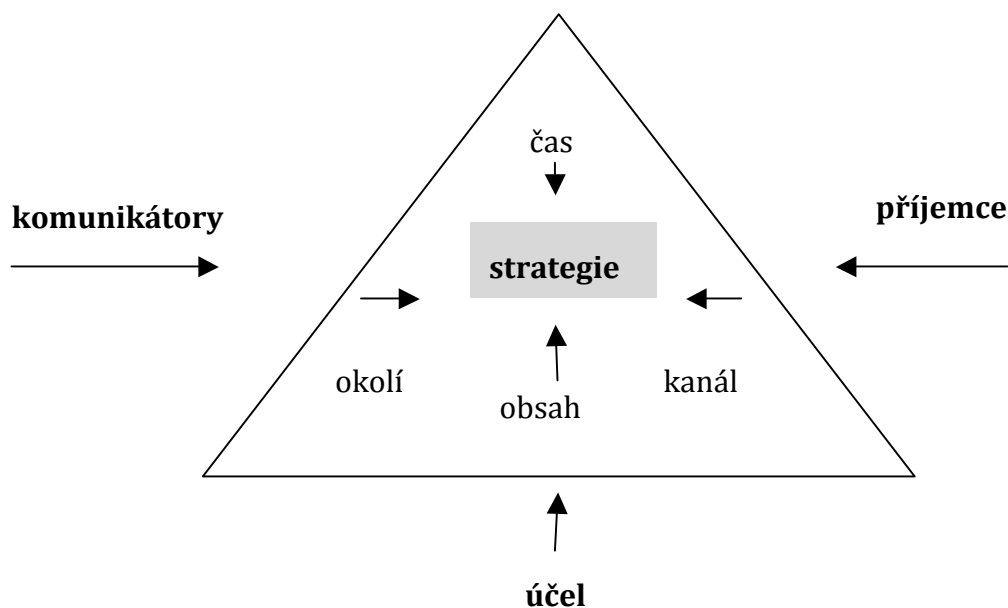 čas
komunikátory
příjemce
strategie
okolí
kanál
obsah
účel